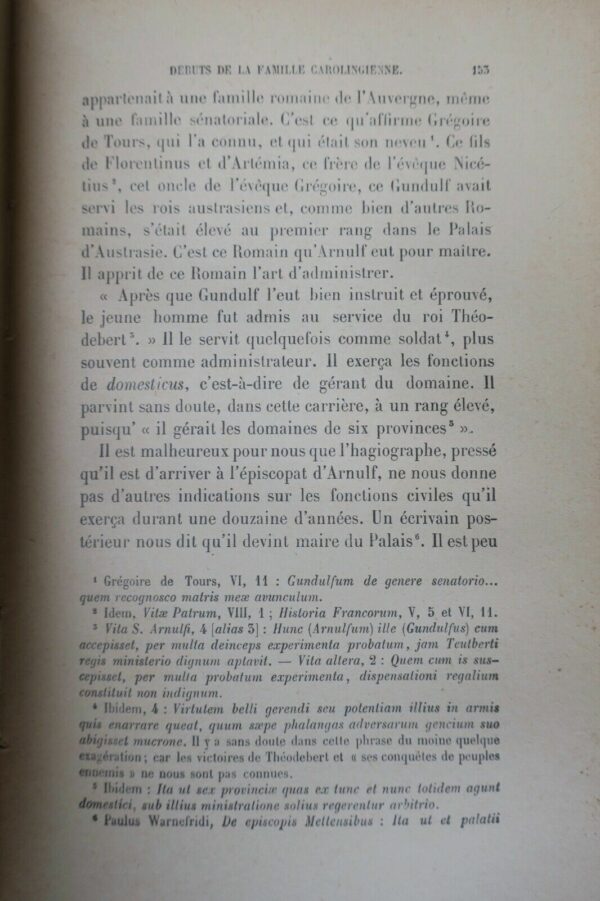 DÉBUTS DE LA FAMILLE CAROLINGIENNE. 153
appartenait à une famille romaine de l'Auvergne, même
à une famille sénatoriale. C'est ce qu'affirme Grégoire
de Tours, qui l'a connu, et qui était son neveu¹. Ce fils
de Florentinus et d'Artémia, ce frère de l'évêque Nicé-
tius², cet oncle de l'évêque Grégoire, ce Gundulf avait
servi les rois austrasiens et, comme bien d'autres Ro-
mains, s'était élevé au premier rang dans le Palais
d'Austrasie. C'est ce Romain qu'Arnulf eut pour maître.
Il apprit de ce Romain l'art d'administrer.
« Après que Gundulf l'eut bien instruit et éprouvé,
le jeune homme fut admis au service du roi Théo-
debert³. » Il le servit quelquefois comme soldat⁴, plus
souvent comme administrateur. Il exerça les fonctions
de domesticus, c'est-à-dire de gérant du domaine. Il
parvint sans doute, dans cette carrière, à un rang élevé,
puisqu' « il gérait les domaines de six provinces⁵ ».
Il est malheureux pour nous que l'hagiographe, pressé
qu'il est d'arriver à l'épiscopat d'Arnulf, ne nous donne
pas d'autres indications sur les fonctions civiles qu'il
exerça durant une douzaine d'années. Un écrivain pos-
térieur nous dit qu'il devint maire du Palais⁶. Il est peu
¹ Grégoire de Tours, VI, 11 : Gundulfum de genere senatorio...
quem recognosco matris meæ avunculum.
² Idem, Vitæ Patrum, VIII, 1 ; Historia Francorum, V, 5 et VI, 11.
³ Vita S. Arnulfi, 4 [alias 3] : Hunc (Arnulfum) ille (Gundulfus) cum
accepisset, per multa deinceps experimenta probatum, jam Teutberti
regis ministerio dignum aptavit. — Vita altera, 2 : Quem cum is sus-
cepisset, per multa probatum experimenta, dispensationi regalium
constituit non indignum.
⁴ Ibidem, 4 : Virtutem belli gerendi seu potentiam illius in armis
quis enarrare queat, quum sæpe phalangas adversarum gencium suo
abigisset mucrone. Il y a sans doute dans cette phrase du moine quelque
exagération ; car les victoires de Théodebert et « ses conquêtes de peuples
ennemis » ne nous sont pas connues.
⁵ Ibidem : Ita ut sex provinciæ quas ex tunc et nunc totidem agunt
domestici, sub illius ministratione solius regerentur arbitrio.
⁶ Paulus Warnefridi, De episcopis Mettensibus : Ita ut et palatii